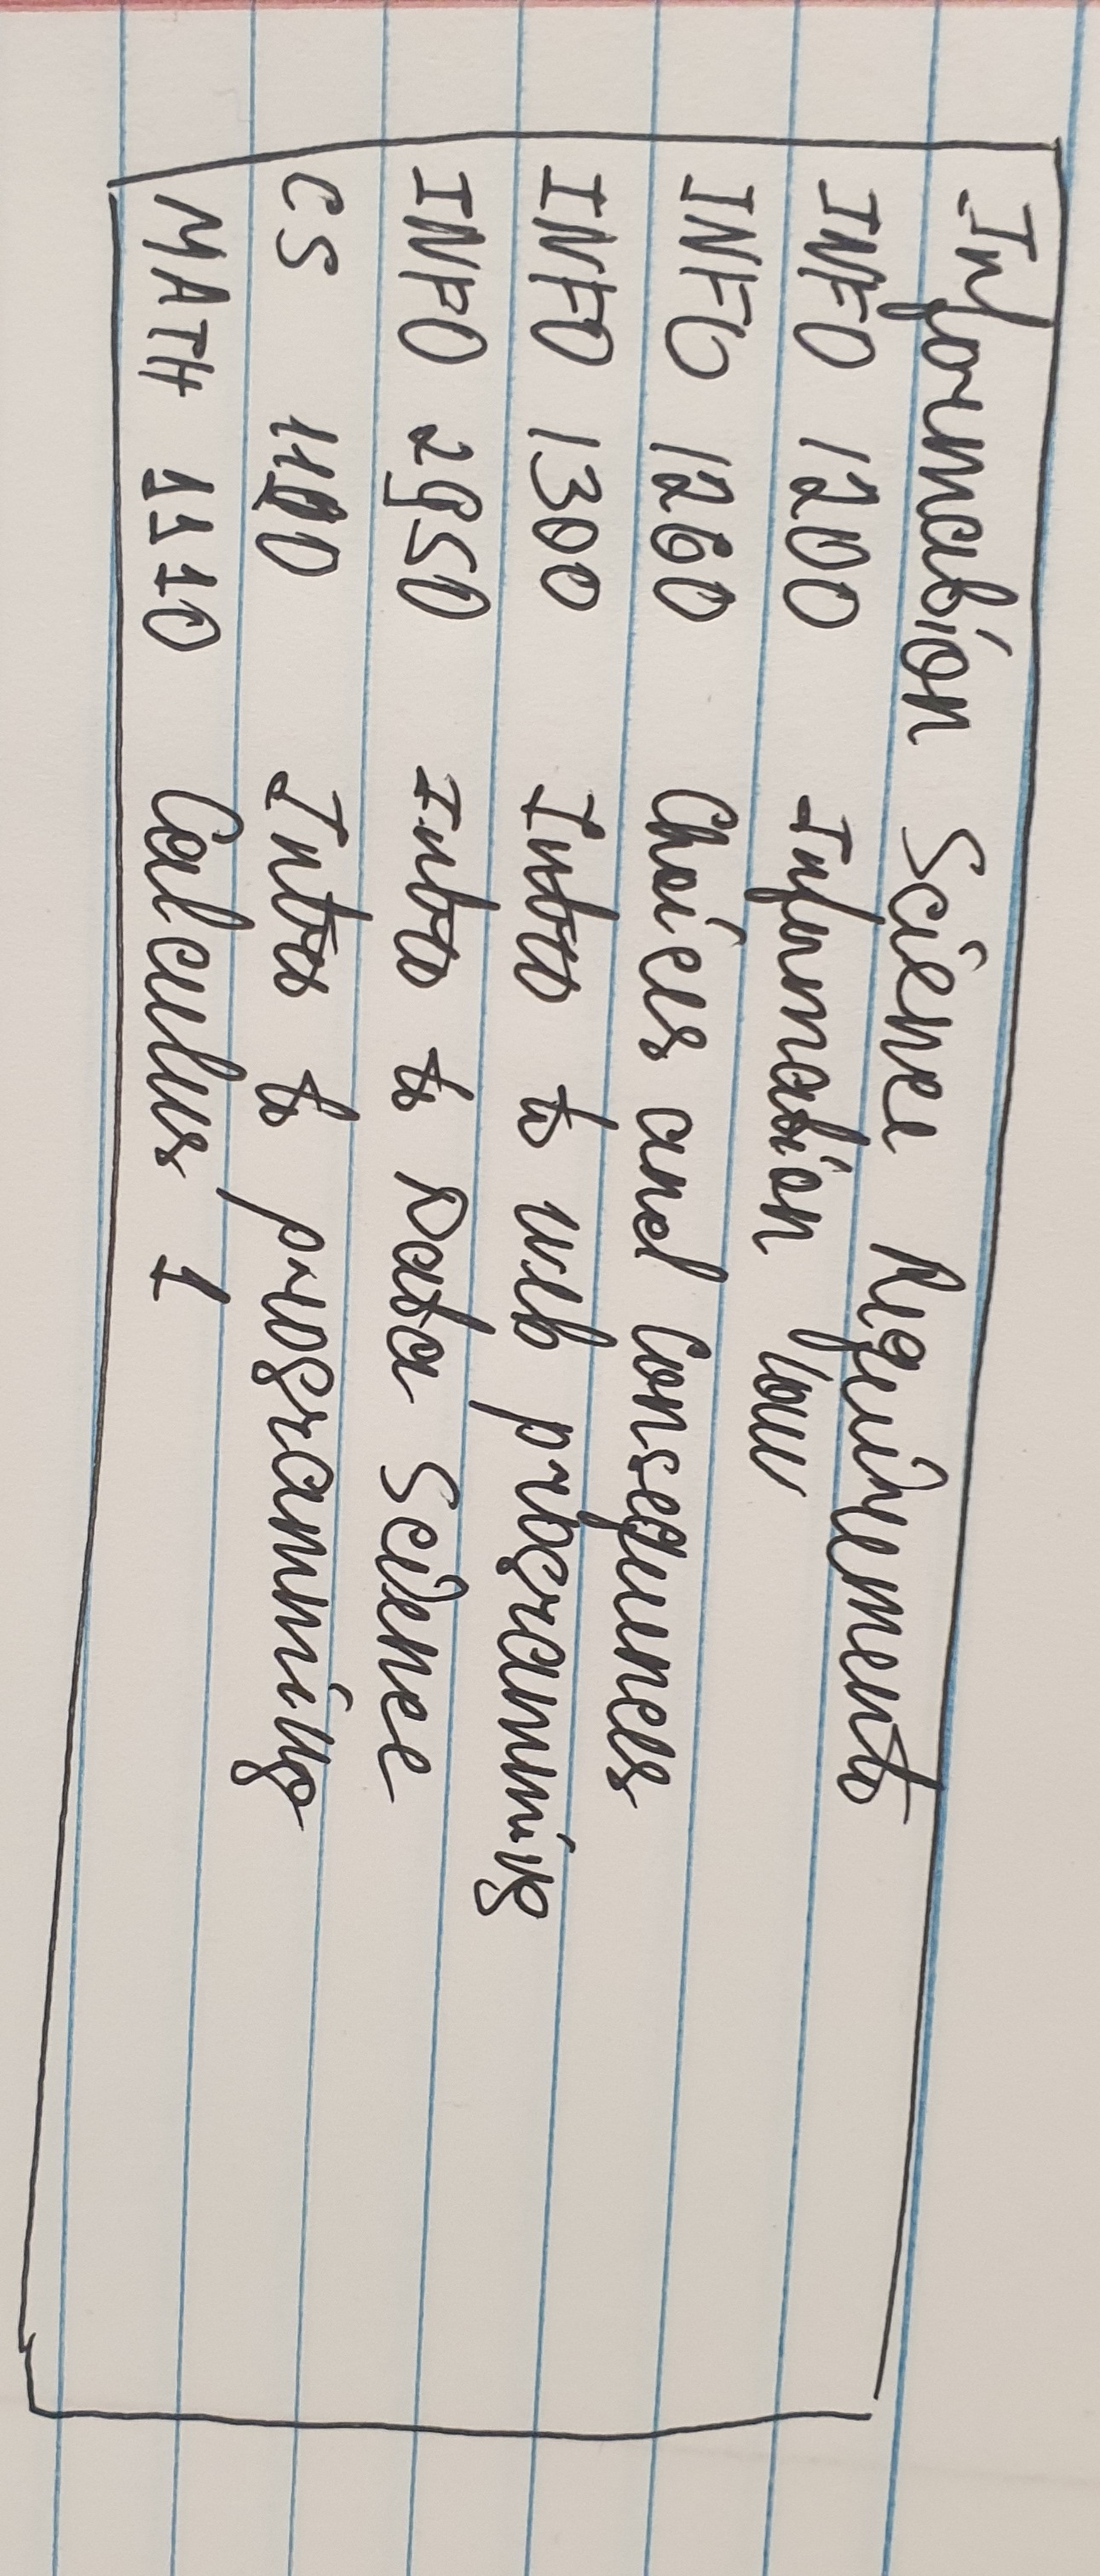 Information Science Requirements
INFO 1200 Information law
INFO 1260 Choices and Consequences
INFO 1300 Intro to web programming
INFO 2950 Intro to Data Science
CS 1110 Intro to programming
MATH 1110 Calculus 1